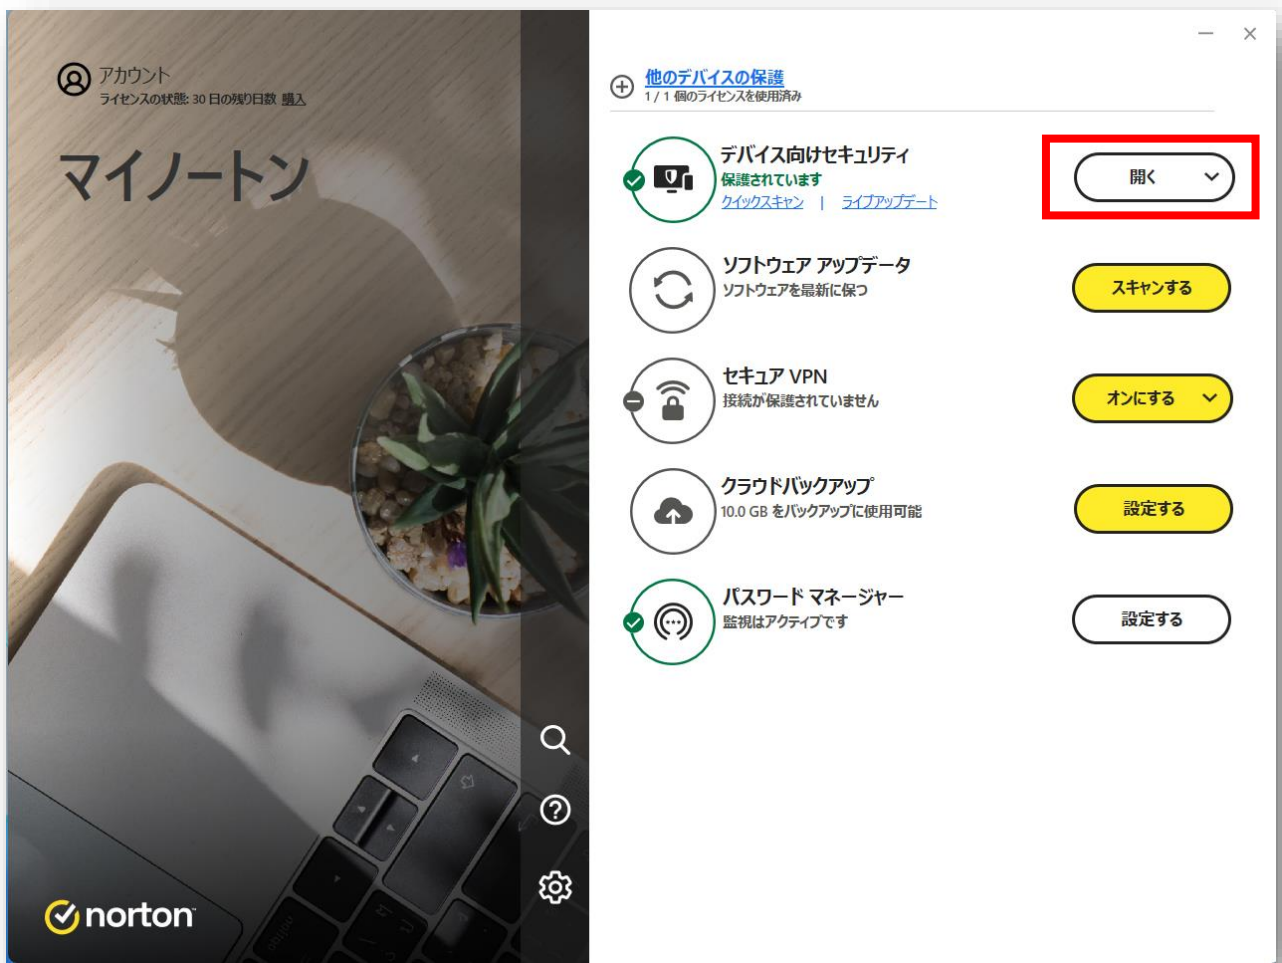 アカウント
ライセンスの状態: 30 日の残り日数 購入
マイノートン
norton
他のデバイスの保護
1 / 1 個のライセンスを使用済み
デバイス向けセキュリティ
保護されています
クイックスキャン | ライブアップデート
開く
ソフトウェア アップデータ
ソフトウェアを最新に保つ
スキャンする
セキュア VPN
接続が保護されていません
オンにする
クラウドバックアップ
10.0 GB をバックアップに使用可能
設定する
パスワード マネージャー
監視はアクティブです
設定する